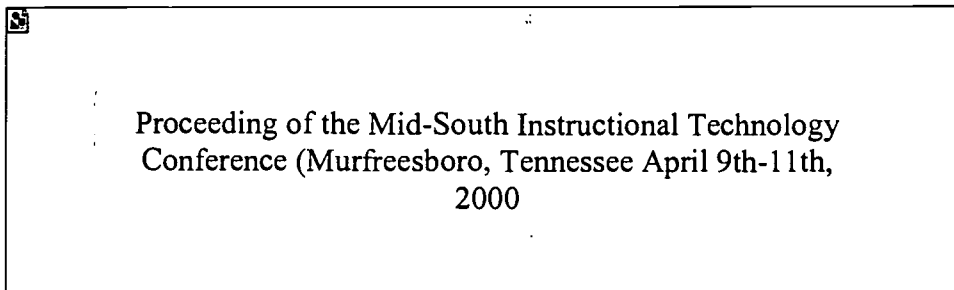 Proceeding of the Mid-South Instructional Technology
Conference (Murfreesboro, Tennessee April 9th-11th,
2000